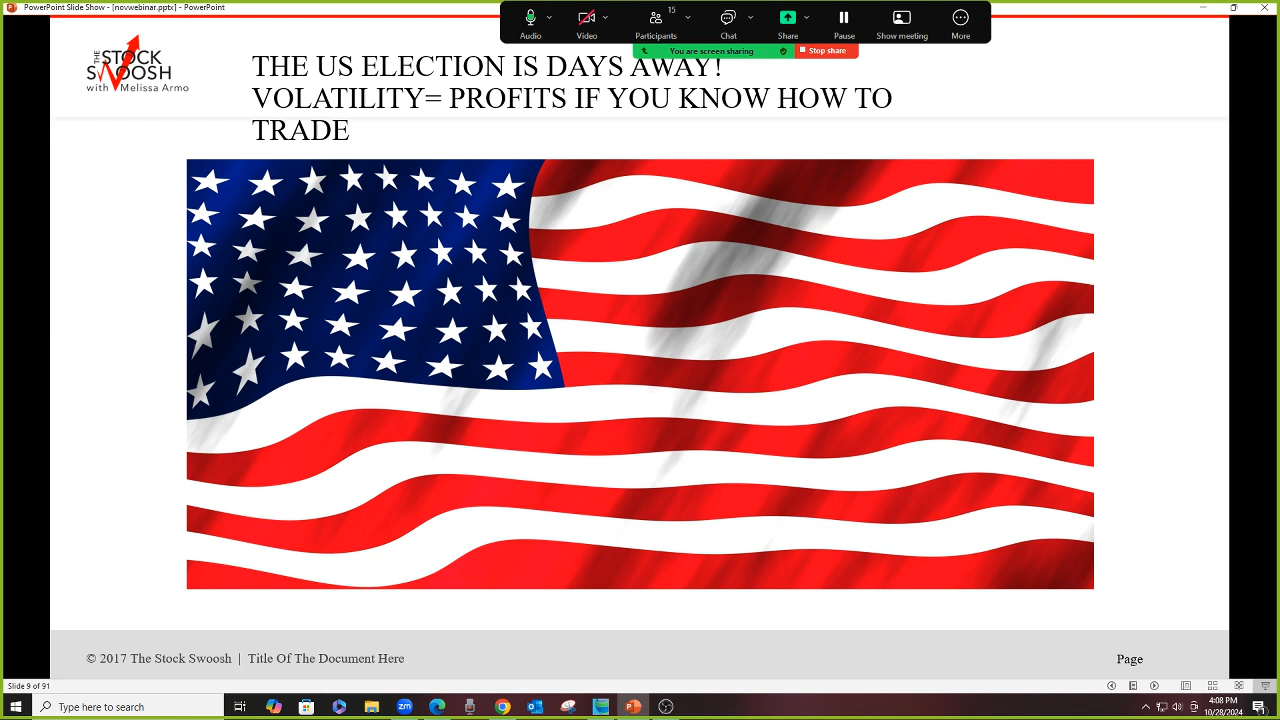 PowerPoint Slide Show - [novwebinar.pptx] - PowerPoint
Audio
Video
15
Participants
Chat
Share
Pause
Show meeting
More
You are screen sharing
Stop share
THE STOCK SWOOSH
with Melissa Armo
THE US ELECTION IS DAYS AWAY!
VOLATILITY= PROFITS IF YOU KNOW HOW TO
TRADE
© 2017 The Stock Swoosh | Title Of The Document Here
Page
Slide 9 of 91
Type here to search
4:08 PM
10/28/2024